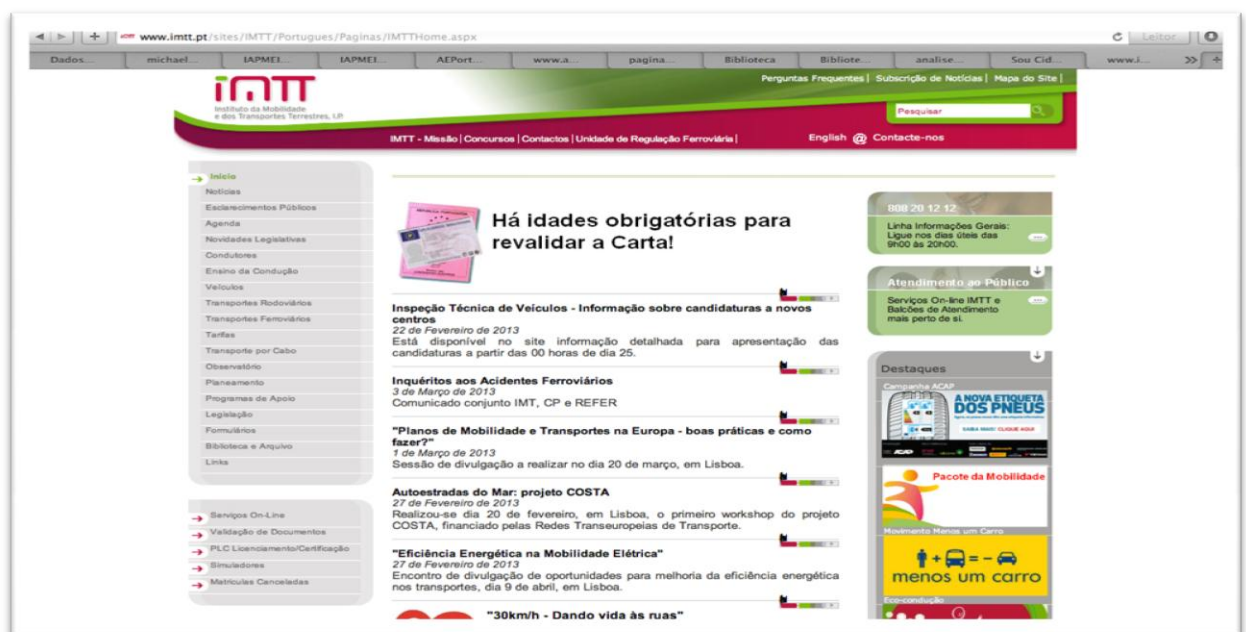 www.imtt.pt/sites/IMTT/Portugues/Paginas/IMTTHome.aspx
Leitor
Dados... michael... IAPMEI... IAPMEI... AEPort... www.a... pagina... Biblioteca Bibliote... analise... Sou Cid... www.i...
imTT
Instituto da Mobilidade
e dos Transportes Terrestres, I.P.
Perguntas Frequentes | Subscrição de Notícias | Mapa do Site |
Pesquisar
IMTT - Missão | Concursos | Contactos | Unidade de Regulação Ferroviária |
English @ Contacte-nos
Início
Notícias
Esclarecimentos Públicos
Agenda
Novidades Legislativas
Condutores
Ensino da Condução
Veículos
Transportes Rodoviários
Transportes Ferroviários
Tarifas
Transporte por Cabo
Observatório
Planeamento
Programas de Apoio
Legislação
Formulários
Biblioteca e Arquivo
Links
Serviços On-Line
Validação de Documentos
PLC Licenciamento/Certificação
Simuladores
Matrículas Canceladas
Há idades obrigatórias para
revalidar a Carta!
Inspeção Técnica de Veículos - Informação sobre candidaturas a novos
centros
22 de Fevereiro de 2013
Está disponível no site informação detalhada para apresentação das
candidaturas a partir das 00 horas de dia 25.
Inquéritos aos Acidentes Ferroviários
3 de Março de 2013
Comunicado conjunto IMT, CP e REFER
"Planos de Mobilidade e Transportes na Europa - boas práticas e como
fazer?"
1 de Março de 2013
Sessão de divulgação a realizar no dia 20 de março, em Lisboa.
Autoestradas do Mar: projeto COSTA
27 de Fevereiro de 2013
Realizou-se dia 20 de fevereiro, em Lisboa, o primeiro workshop do projeto
COSTA, financiado pelas Redes Transeuropeias de Transporte.
"Eficiência Energética na Mobilidade Elétrica"
27 de Fevereiro de 2013
Encontro de divulgação de oportunidades para melhoria da eficiência energética
nos transportes, dia 9 de abril, em Lisboa.
"30km/h - Dando vida às ruas"
808 20 12 12
Linha Informações Gerais:
Ligue nos dias úteis das
9h00 às 20h00.
Atendimento ao Público
Serviços On-line IMTT e
Balcões de Atendimento
mais perto de si.
Destaques
Campanha ACAP
A NOVA ETIQUETA
DOS PNEUS
SAIBA MAIS! CLIQUE AQUI
ACAP
Pacote da Mobilidade
Movimento Menos um Carro
menos um carro
Eco-condução